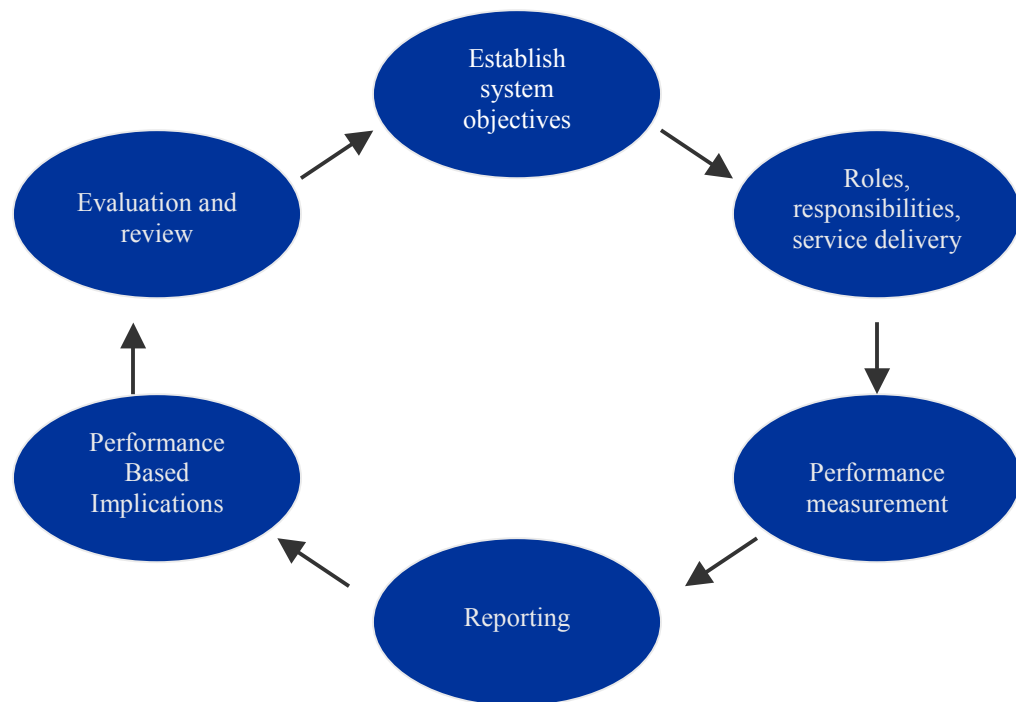 Establish
system
objectives
Roles,
responsibilities,
service delivery
Performance
measurement
Reporting
Performance
Based
Implications
Evaluation and
review